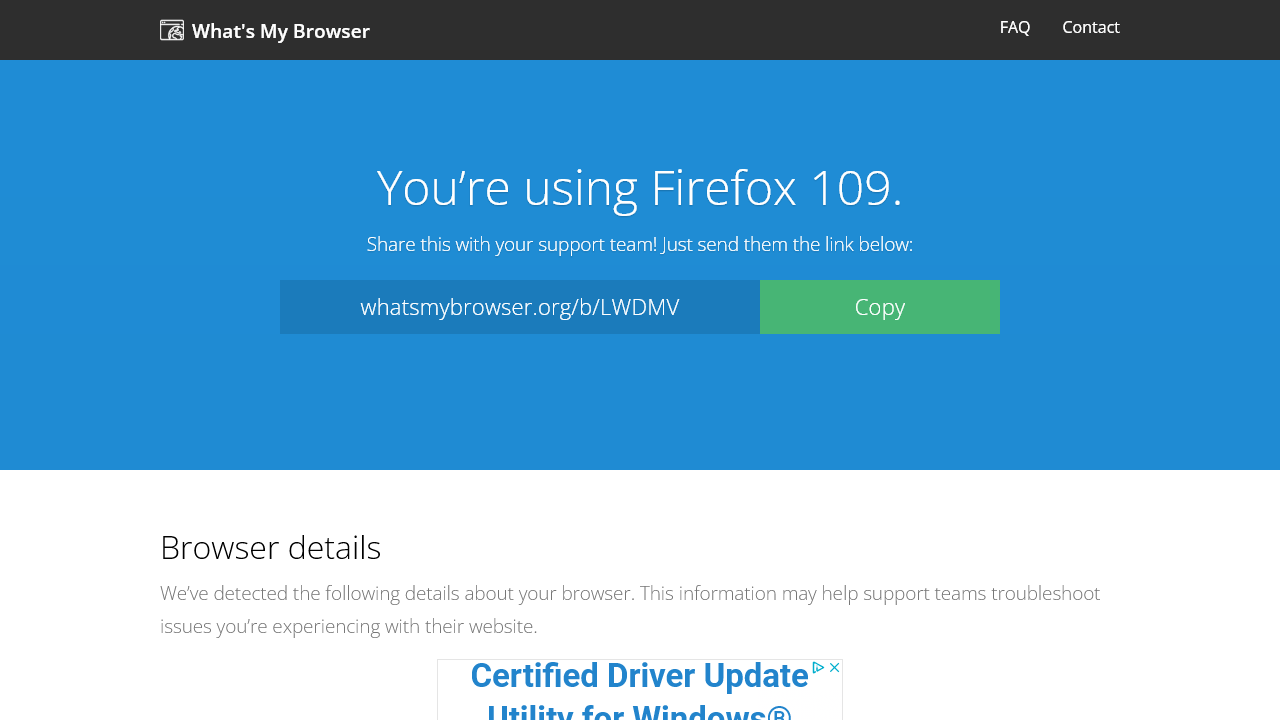 What's My Browser
FAQ
Contact
You’re using Firefox 109.
Share this with your support team! Just send them the link below:
whatsmybrowser.org/b/LWDMV
Copy
Browser details
We’ve detected the following details about your browser. This information may help support teams troubleshoot
issues you’re experiencing with their website.
Certified Driver Update
Utility for Windows®